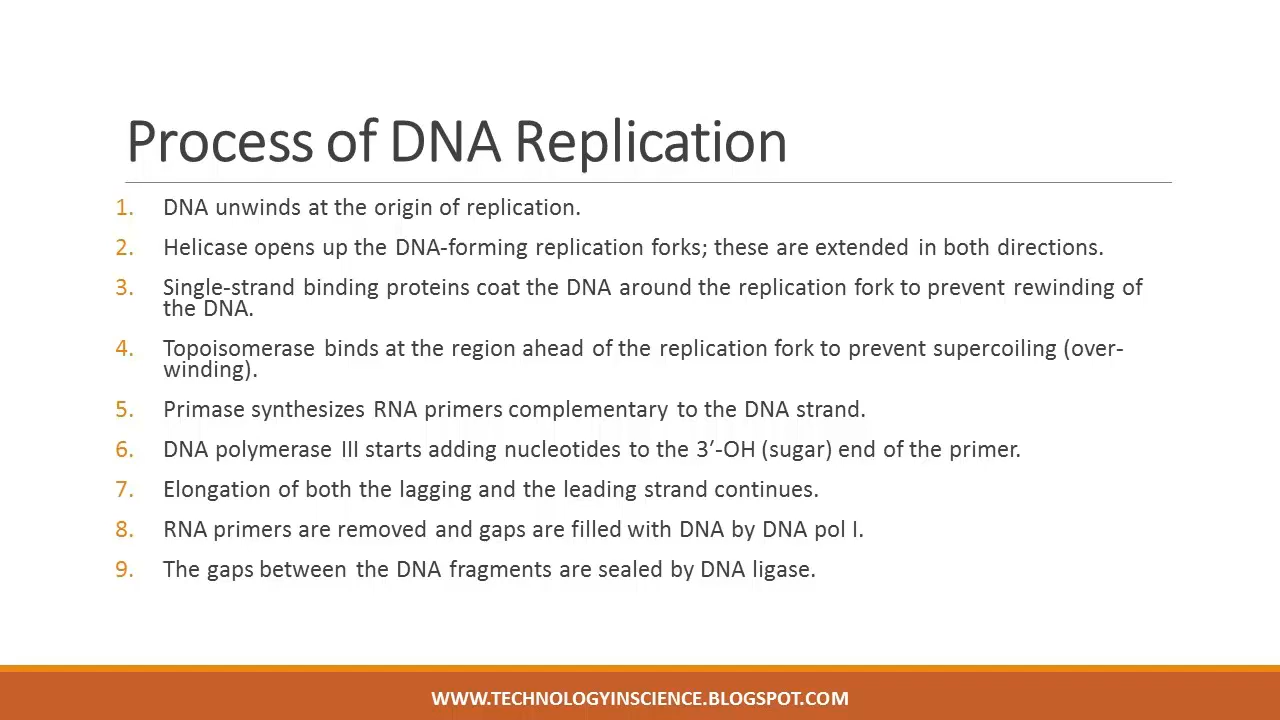 Process of DNA Replication
1. DNA unwinds at the origin of replication.
2. Helicase opens up the DNA-forming replication forks; these are extended in both directions.
3. Single-strand binding proteins coat the DNA around the replication fork to prevent rewinding of
the DNA.
4. Topoisomerase binds at the region ahead of the replication fork to prevent supercoiling (over-
winding).
5. Primase synthesizes RNA primers complementary to the DNA strand.
6. DNA polymerase III starts adding nucleotides to the 3′-OH (sugar) end of the primer.
7. Elongation of both the lagging and the leading strand continues.
8. RNA primers are removed and gaps are filled with DNA by DNA pol I.
9. The gaps between the DNA fragments are sealed by DNA ligase.
WWW.TECHNOLOGYINSCIENCE.BLOGSPOT.COM